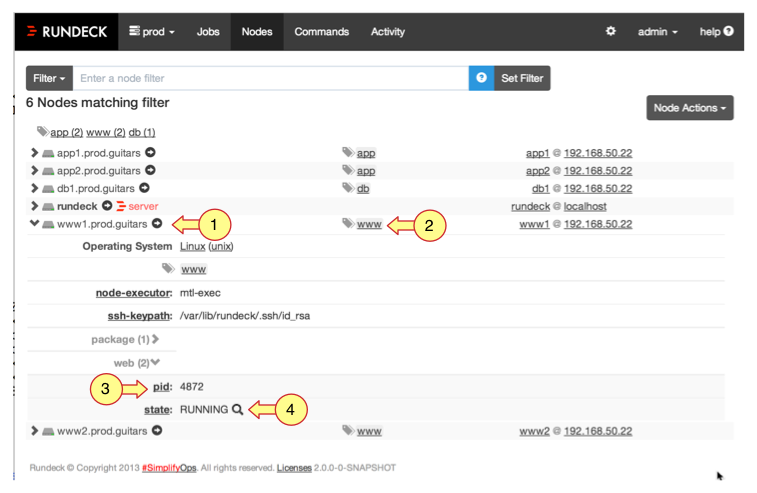 RUNDECK prod Jobs Nodes Commands Activity admin help
Filter Enter a node filter Set Filter
6 Nodes matching filter
Node Actions
app (2) www (2) db (1)
app1.prod.guitars app app1 @ 192.168.50.22
app2.prod.guitars app app2 @ 192.168.50.22
db1.prod.guitars db db1 @ 192.168.50.22
rundeck server rundeck @ localhost
www1.prod.guitars 1 www 2 www1 @ 192.168.50.22
Operating System Linux (unix)
www
node-executor: mtl-exec
ssh-keypath: /var/lib/rundeck/.ssh/id_rsa
package (1)
web (2)
3 pid: 4872
state: RUNNING 4
www2.prod.guitars www www2 @ 192.168.50.22
Rundeck © Copyright 2013 #SimplifyOps. All rights reserved. Licenses 2.0.0-0-SNAPSHOT